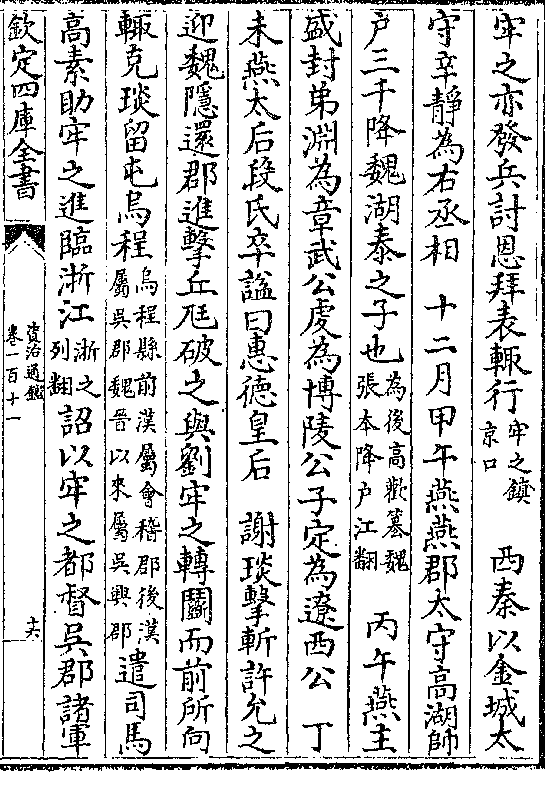 牢之亦發兵討恩拜表輒行牢之鎮京口　西秦以金城太
守辛靜為右丞相　十二月甲午燕燕郡太守高湖帥
户三千降魏湖泰之子也為後高歡篡魏張本降户江翻　丙午燕主
盛封弟淵為章武公虔為博陵公子定為遼西公　丁
未燕太后段氏卒諡曰惠德皇后　謝琰擊斬許允之
迎魏隱還郡進擊丘尫破之與劉牢之轉鬭而前所向
輒克琰留屯烏程烏程縣前漢屬會稽郡後漢屬吳郡魏晉以來屬吳興郡遣司馬
高素助牢之進臨浙江浙之列翻詔以牢之都督吳郡諸軍
欽定四庫全書
資治通鑑
卷一百十一
十六